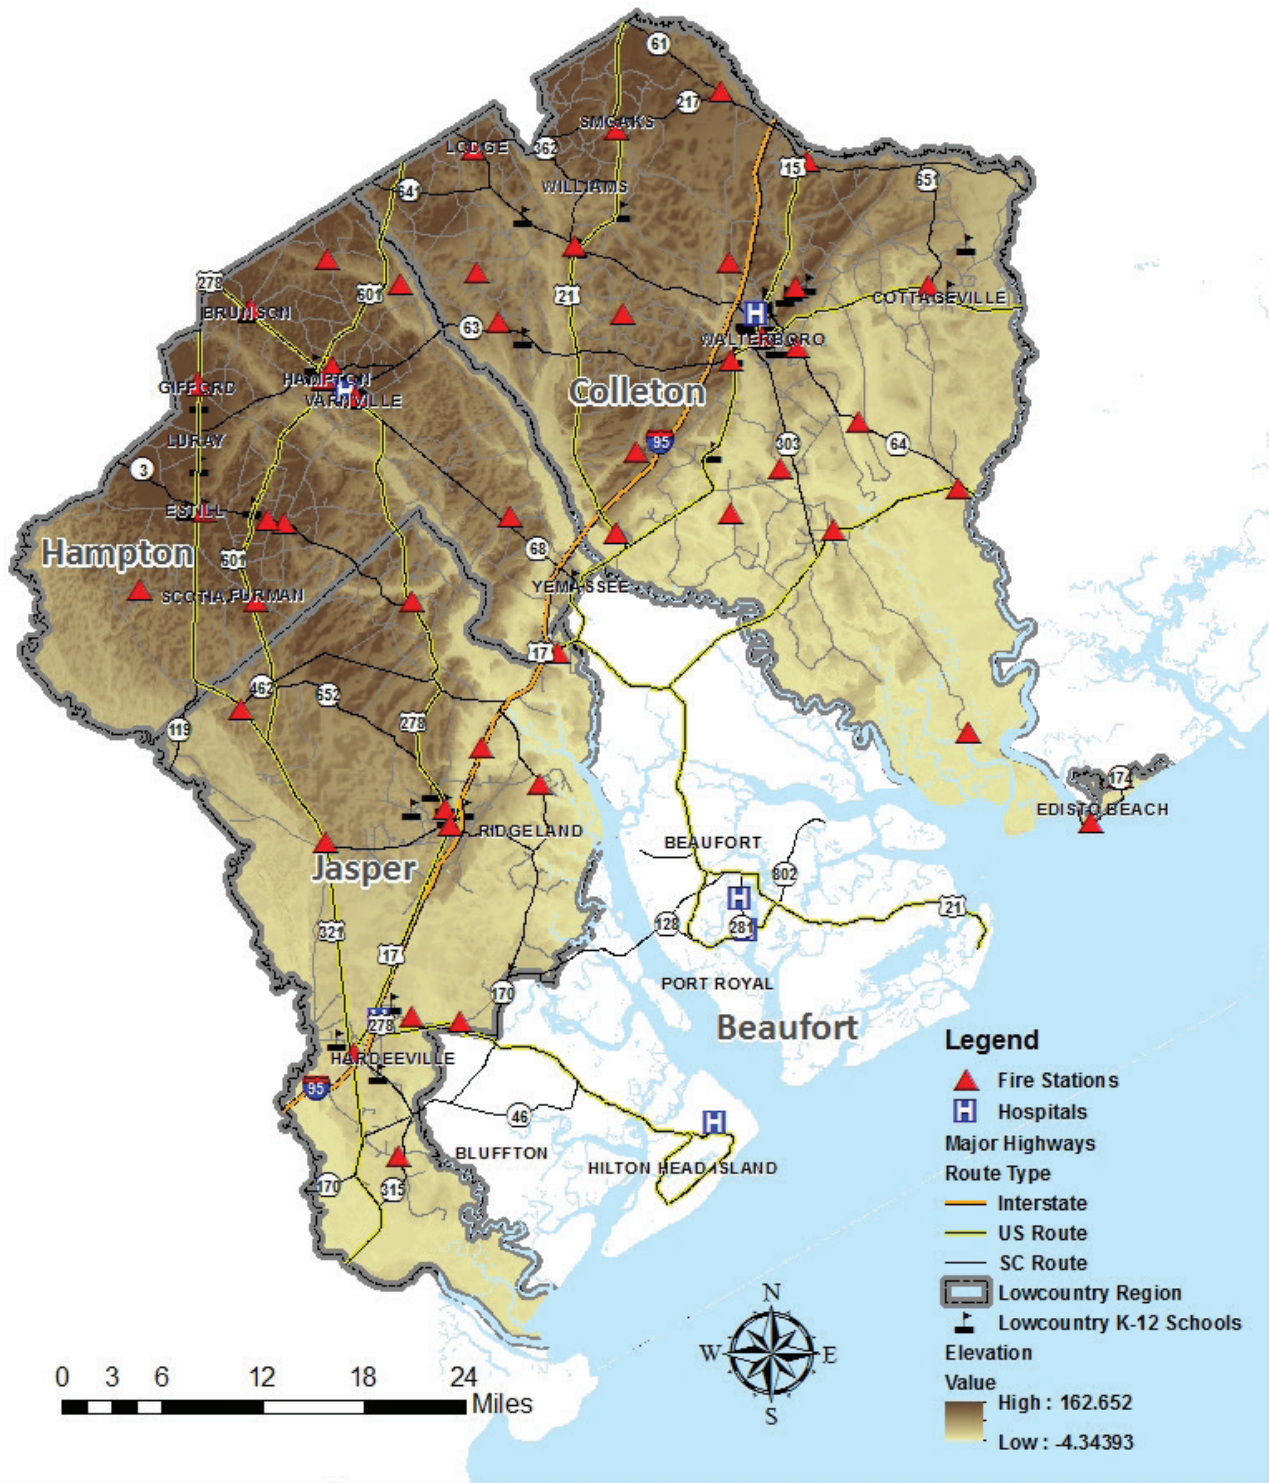 61
217
SMOAKS
LODGE
362
15
651
WILLIAMS
641
278
601
21
COTTAGEVILLE
BRUNSON
63
WALTERBORO
HAMPTON
GIFFORD
VARNVILLE
Colleton
LURAY
95
303
64
3
ESTILL
Hampton
68
601
YEMASSEE
SCOTIA
FURMAN
17
462
652
278
119
174
EDISTO BEACH
RIDGELAND
BEAUFORT
Jasper
802
21
128
281
321
17
PORT ROYAL
170
278
Beaufort
HARDEEVILLE
95
46
BLUFFTON
HILTON HEAD ISLAND
170
315
Legend
Fire Stations
H Hospitals
Major Highways
Route Type
Interstate
US Route
SC Route
Lowcountry Region
Lowcountry K-12 Schools
Elevation
Value
High : 162.652
Low : -4.34393
N
W E
S
0 3 6 12 18 24
Miles